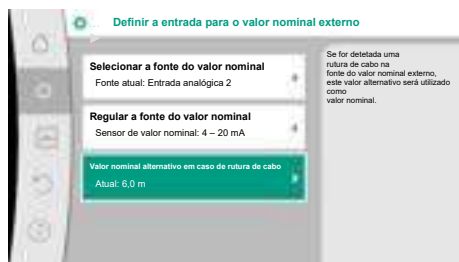 Definir a entrada para o valor nominal externo
Selecionar a fonte do valor nominal
Fonte atual: Entrada analógica 2
Regular a fonte do valor nominal
Sensor de valor nominal: 4 – 20 mA
Valor nominal alternativo em caso de rutura de cabo
Atual: 6,0 m
Se for detetada uma
rutura de cabo na
fonte do valor nominal externo,
este valor alternativo será utilizado
como
valor nominal.